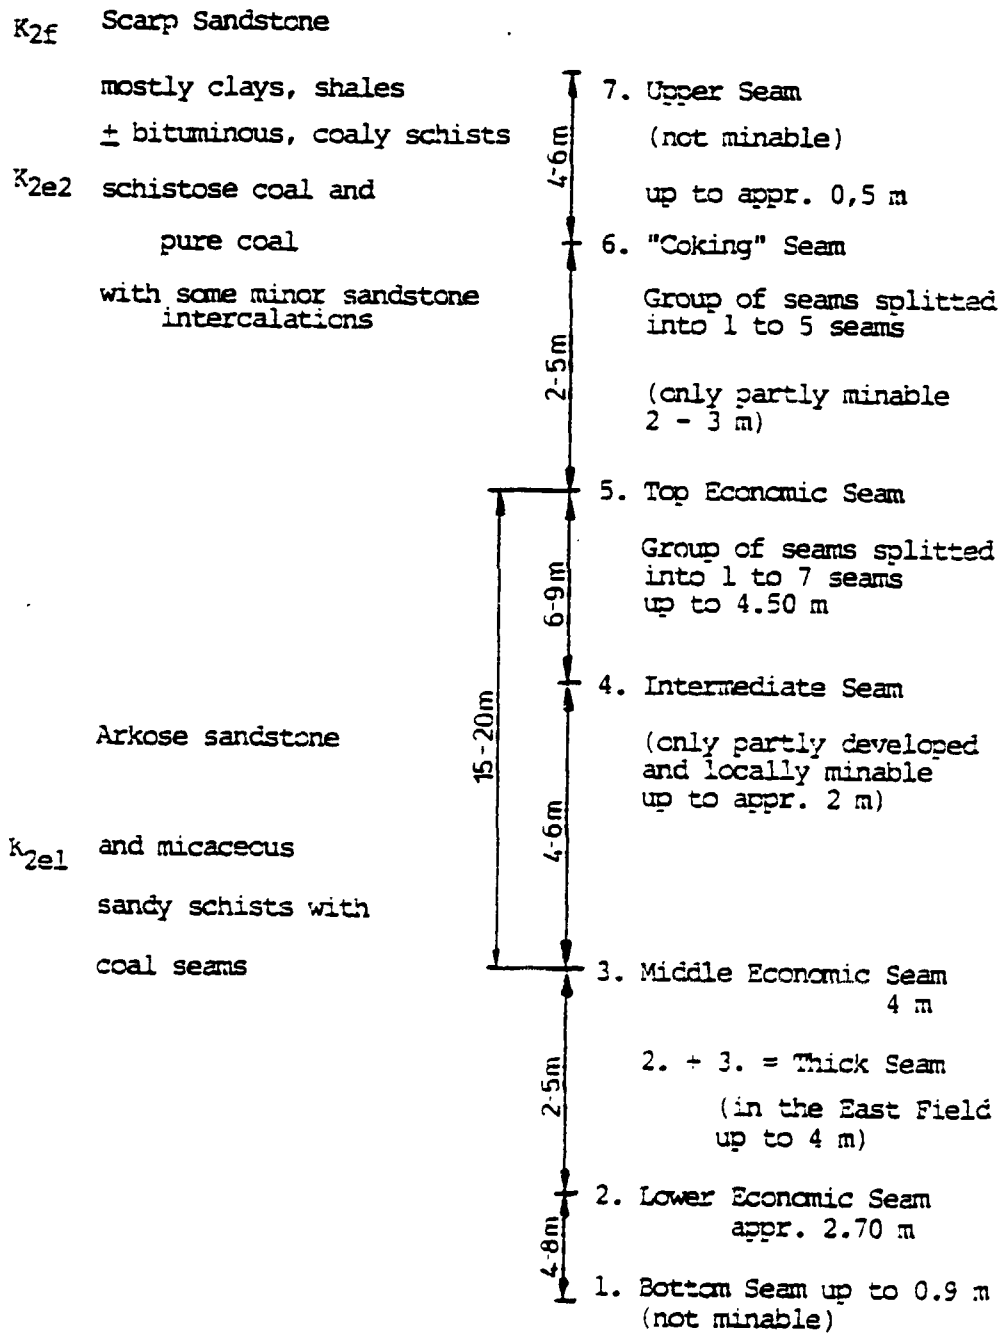 K2f Scarp Sandstone
mostly clays, shales
± bituminous, coaly schists
K2e2 schistose coal and
pure coal
with some minor sandstone
intercalations
Arkose sandstone
K2e1 and micaceous
sandy schists with
coal seams
4-6m
2-5m
6-9m
15-20m
4-6m
2-5m
4-8m
7. Upper Seam
(not minable)
up to appr. 0,5 m
6. "Coking" Seam
Group of seams splitted
into 1 to 5 seams
(only partly minable
2 - 3 m)
5. Top Economic Seam
Group of seams splitted
into 1 to 7 seams
up to 4.50 m
4. Intermediate Seam
(only partly developed
and locally minable
up to appr. 2 m)
3. Middle Economic Seam
4 m
2. + 3. = Thick Seam
(in the East Field
up to 4 m)
2. Lower Economic Seam
appr. 2.70 m
1. Bottom Seam up to 0.9 m
(not minable)